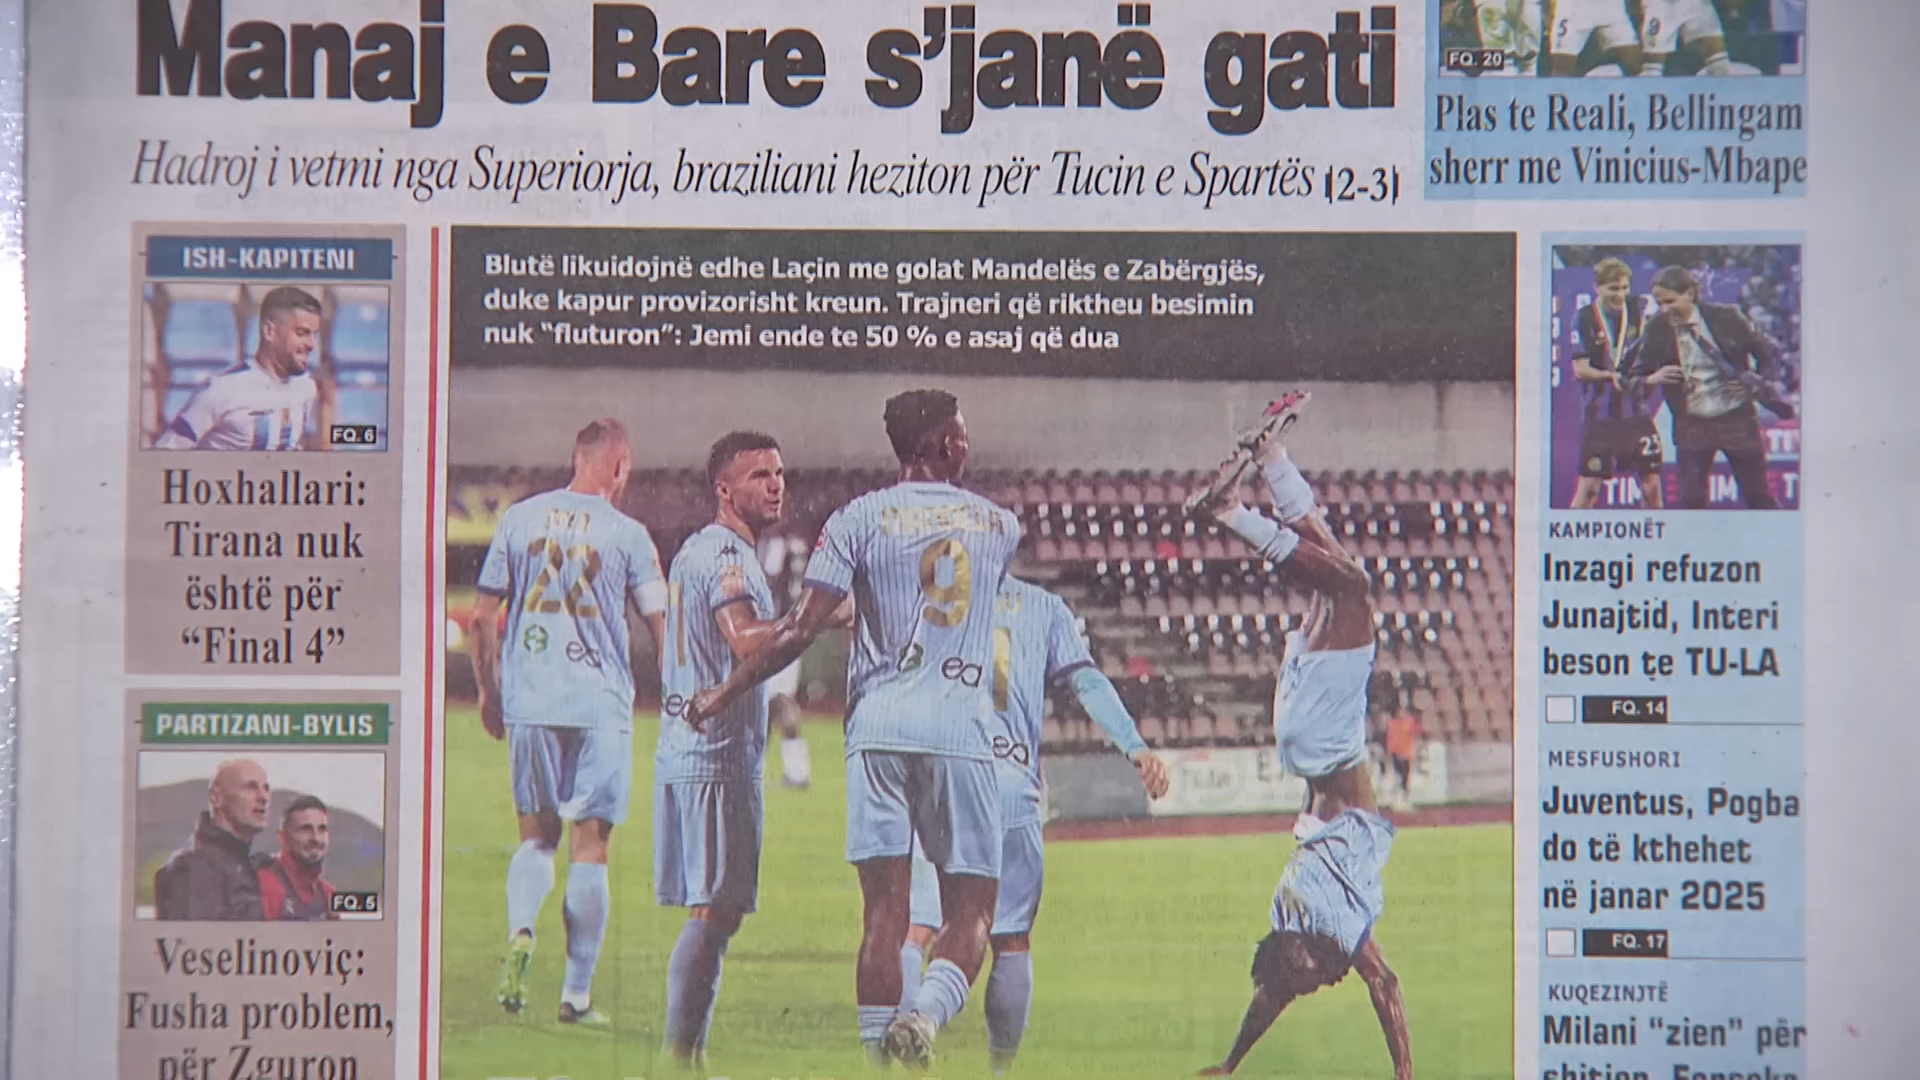 Manaj e Bare s’janë gati
Hadroj i vetmi nga Superiorja, braziliani heziton për Tucin e Spartës (2-3)
FQ. 20
Plas te Reali, Bellingam
sherr me Vinicius-Mbape
ISH-KAPITENI
FQ. 6
Hoxhallari:
Tirana nuk
është për
“Final 4”
PARTIZANI-BYLIS
FQ. 5
Veselinoviç:
Fusha problem,
për Zguron
Blutë likuidojnë edhe Laçin me golat Mandelës e Zabërgjës,
duke kapur provizorisht kreun. Trajneri që riktheu besimin
nuk “fluturon”: Jemi ende te 50 % e asaj që dua
22
9
ea
KAMPIONËT
Inzagi refuzon
Junajtid, Interi
beson te TU-LA
FQ. 14
MESFUSHORI
Juventus, Pogba
do të kthehet
në janar 2025
FQ. 17
KUQEZINJTË
Milani “zien” për